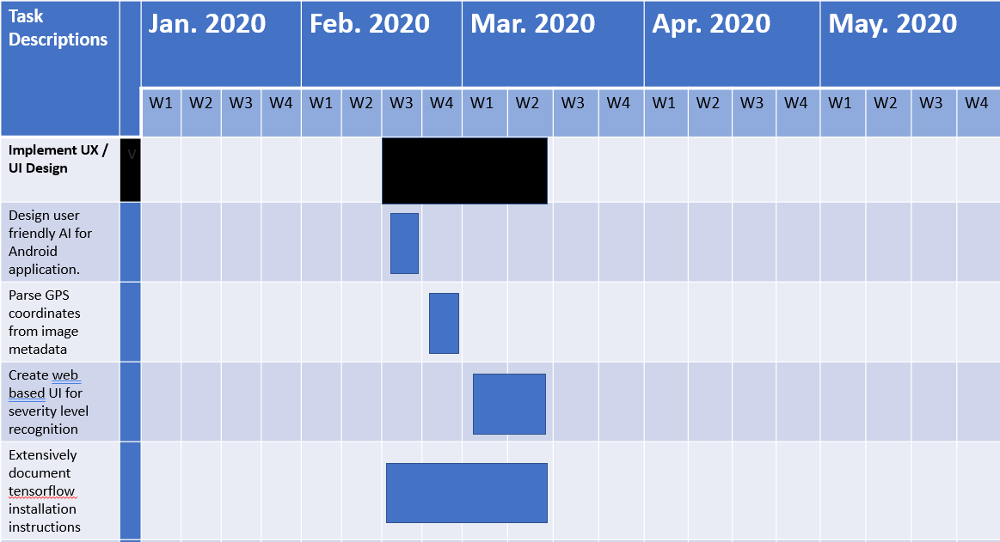 Task
Descriptions
Jan. 2020
Feb. 2020
Mar. 2020
Apr. 2020
May. 2020
W1 W2 W3 W4 W1 W2 W3 W4 W1 W2 W3 W4 W1 W2 W3 W4 W1 W2 W3 W4
Implement UX /
UI Design
V
Design user
friendly AI for
Android
application.
Parse GPS
coordinates
from image
metadata
Create web
based UI for
severity level
recognition
Extensively
document
tensorflow
installation
instructions